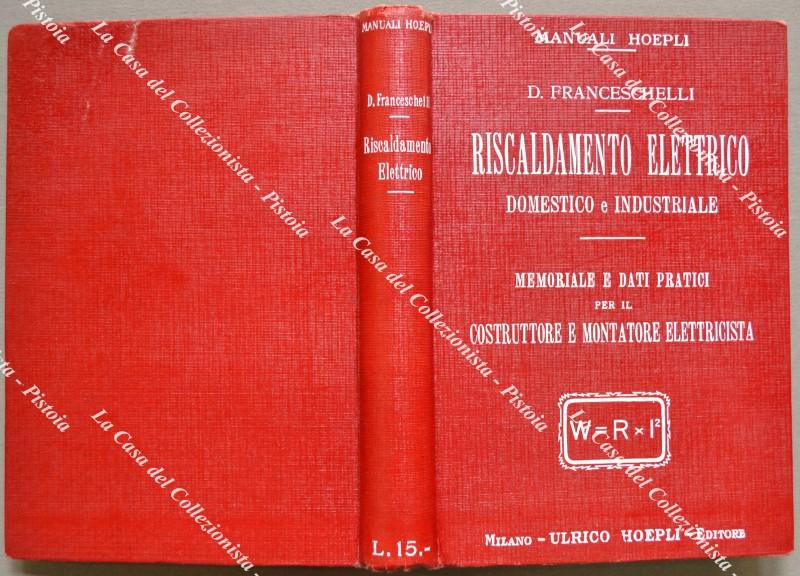 MANUALI HOEPLI
D. Franceschelli
Riscaldamento
Elettrico
L. 15.-
MANUALI HOEPLI
D. FRANCESCHELLI
RISCALDAMENTO ELETTRICO
DOMESTICO e INDUSTRIALE
MEMORIALE E DATI PRATICI
PER IL
COSTRUTTORE E MONTATORE ELETTRICISTA
W=R×I²
MILANO - ULRICO HOEPLI - EDITORE
La Casa del Collezionista - Pistoia
La Casa del Collezionista - Pistoia
La Casa del Collezionista - Pistoia
La Casa del Collezionista - Pistoia
La Casa del Collezionista - Pistoia